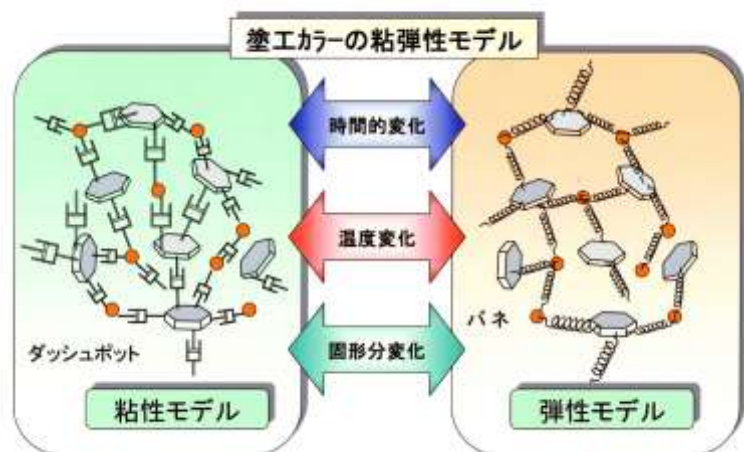 塗工カラーの粘弾性モデル
時間的変化
温度変化
固形分変化
ダッシュポット
バネ
粘性モデル
弾性モデル